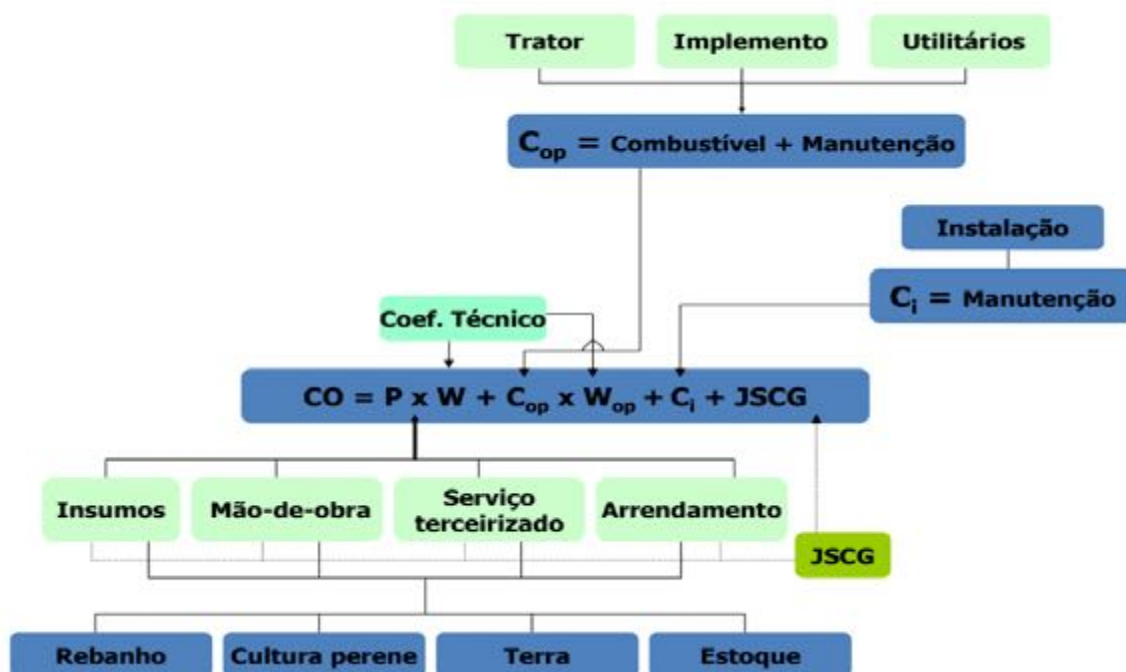 Trator
Implemento
Utilitários
Cop = Combustível + Manutenção
Instalação
Ci = Manutenção
Coef. Técnico
CO = P x W + Cop x Wop + Ci + JSCG
Insumos
Mão-de-obra
Serviço
terceirizado
Arrendamento
JSCG
Rebanho
Cultura perene
Terra
Estoque